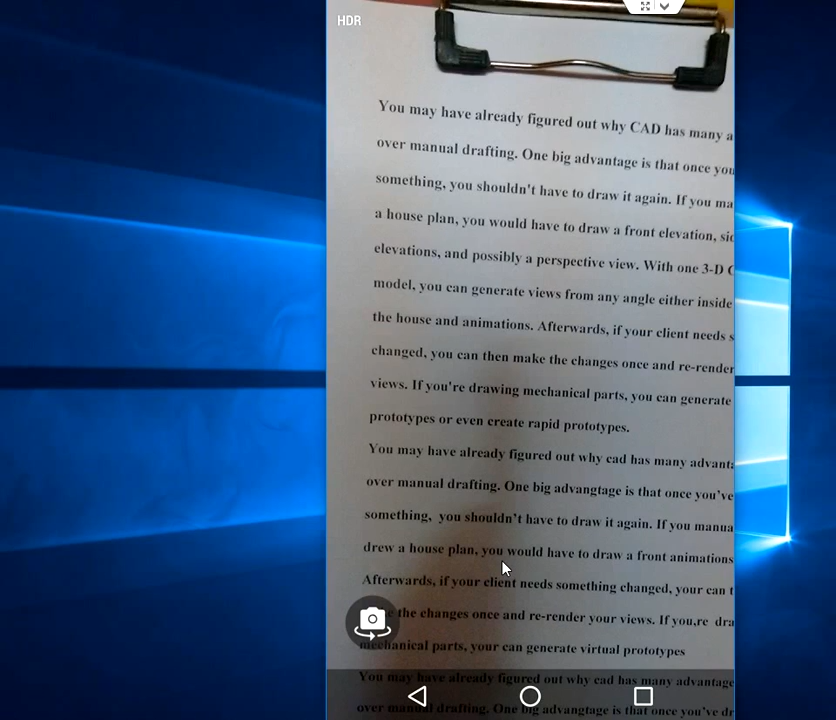 HDR
You may have already figured out why CAD has many a
over manual drafting. One big advantage is that once you
something, you shouldn't have to draw it again. If you ma
a house plan, you would have to draw a front elevation, sid
elevations, and possibly a perspective view. With one 3-D C
model, you can generate views from any angle either inside
the house and animations. Afterwards, if your client needs s
changed, you can then make the changes once and re-render
views. If you're drawing mechanical parts, you can generate
prototypes or even create rapid prototypes.
You may have already figured out why cad has many advanta
over manual drafting. One big advangtage is that once you've
something, you shouldn't have to draw it again. If you manua
drew a house plan, you would have to draw a front animations
Afterwards, if your client needs something changed, your can t
the changes once and re-render your views. If you,re dra
mechanical parts, your can generate virtual prototypes
You may have already figured out why cad has many advantage
over manual drafting. One big advangtage is that once you've dr